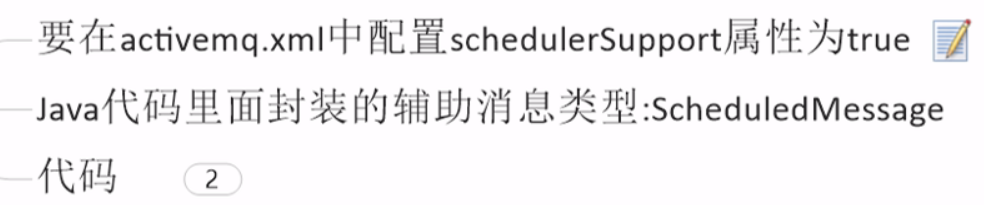 要在activemq.xml中配置schedulerSupport属性为true
Java代码里面封装的辅助消息类型:ScheduledMessage
代码 2